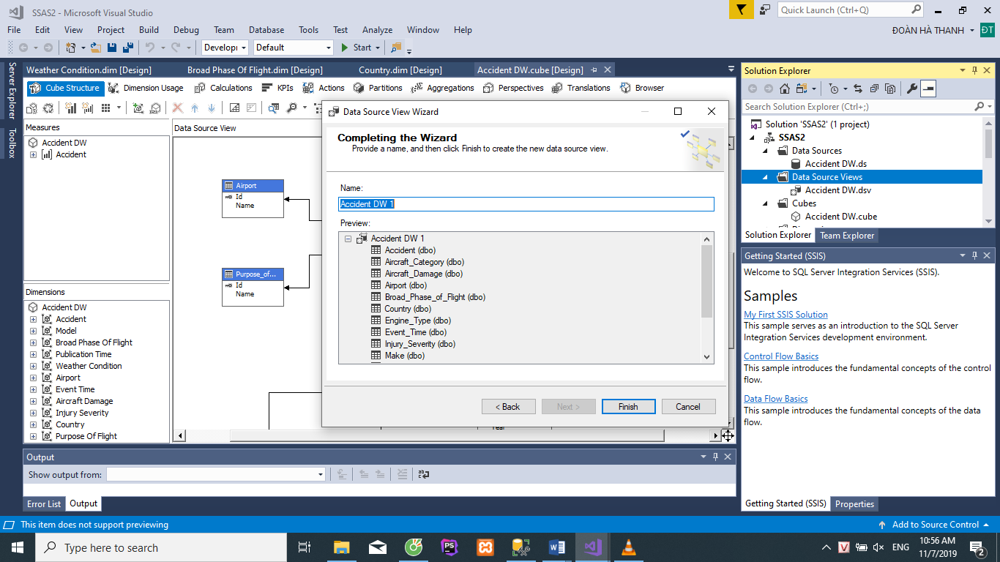 SSAS2 - Microsoft Visual Studio
Quick Launch (Ctrl+Q)
File Edit View Project Build Debug Team Database Tools Test Analyze Window Help
ĐOÀN HÀ THANH
ĐT
Develop
Default
Start
Server Explorer
Toolbox
Weather Condition.dim [Design]
Broad Phase Of Flight.dim [Design]
Country.dim [Design]
Accident DW.cube [Design]
Cube Structure
Dimension Usage
Calculations
KPIs
Actions
Partitions
Aggregations
Perspectives
Translations
Browser
Measures
Accident DW
Accident
Dimensions
Accident DW
Accident
Model
Broad Phase Of Flight
Publication Time
Weather Condition
Airport
Event Time
Aircraft Damage
Injury Severity
Country
Purpose Of Flight
Data Source View
Airport
Id
Name
Purpose_of...
Id
Name
Year
Data Source View Wizard
Completing the Wizard
Provide a name, and then click Finish to create the new data source view.
Name:
Accident DW 1
Preview:
Accident DW 1
Accident (dbo)
Aircraft_Category (dbo)
Aircraft_Damage (dbo)
Airport (dbo)
Broad_Phase_of_Flight (dbo)
Country (dbo)
Engine_Type (dbo)
Event_Time (dbo)
Injury_Severity (dbo)
Make (dbo)
< Back
Next >
Finish
Cancel
Solution Explorer
Search Solution Explorer (Ctrl+;)
Solution 'SSAS2' (1 project)
SSAS2
Data Sources
Accident DW.ds
Data Source Views
Accident DW.dsv
Cubes
Accident DW.cube
Solution Explorer
Team Explorer
Getting Started (SSIS)
Welcome to SQL Server Integration Services (SSIS).
Samples
My First SSIS Solution
This sample serves as an introduction to the SQL Server
Integration Services development environment.
Control Flow Basics
This sample introduces the fundamental concepts of the control
flow.
Data Flow Basics
This sample introduces the fundamental concepts of the data
flow.
Getting Started (SSIS)
Properties
Output
Show output from:
Error List
Output
This item does not support previewing
Add to Source Control
Type here to search
PS
W
V
ENG
10:56 AM
11/7/2019
2